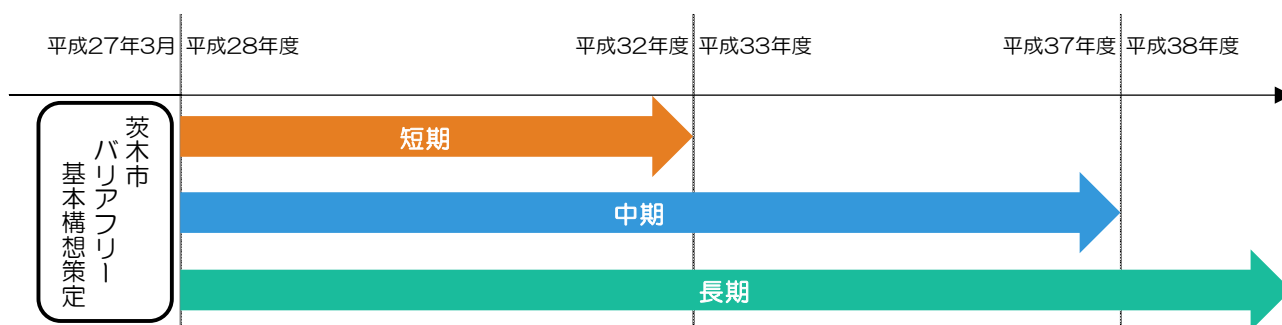 平成27年3月
平成28年度
平成32年度
平成33年度
平成37年度
平成38年度
茨木市
バリアフリー
基本構想策定
短期
中期
長期